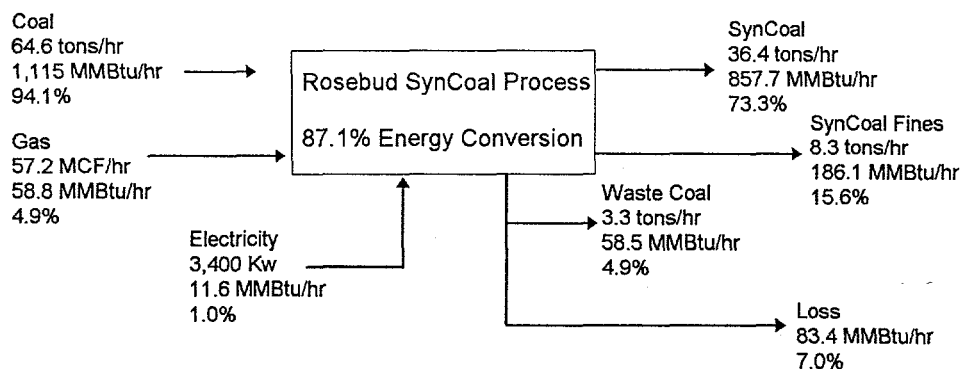 Coal
64.6 tons/hr
1,115 MMBtu/hr
94.1%
Gas
57.2 MCF/hr
58.8 MMBtu/hr
4.9%
Electricity
3,400 Kw
11.6 MMBtu/hr
1.0%
Rosebud SynCoal Process
87.1% Energy Conversion
SynCoal
36.4 tons/hr
857.7 MMBtu/hr
73.3%
SynCoal Fines
8.3 tons/hr
186.1 MMBtu/hr
15.6%
Waste Coal
3.3 tons/hr
58.5 MMBtu/hr
4.9%
Loss
83.4 MMBtu/hr
7.0%